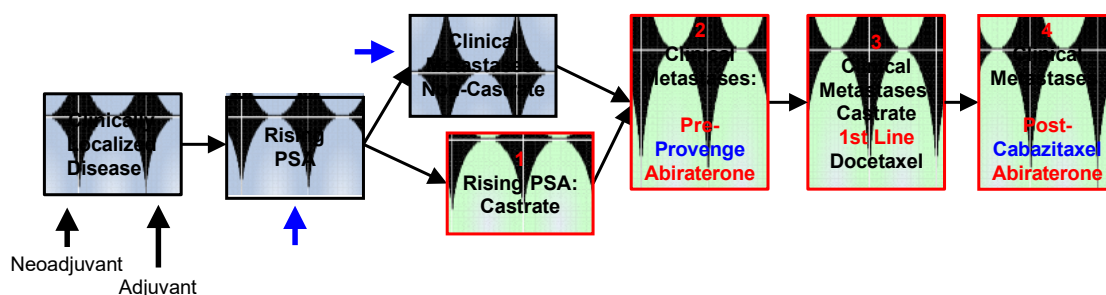 Clinically
Localized
Disease
Rising
PSA
Clinical
Metastases:
Non-Castrate
1
Rising PSA:
Castrate
2
Clinical
Metastases:
Pre-
Provenge
Abiraterone
3
Clinical
Metastases
Castrate
1st Line
Docetaxel
4
Clinical
Metastases
Post-
Cabazitaxel
Abiraterone
Neoadjuvant
Adjuvant